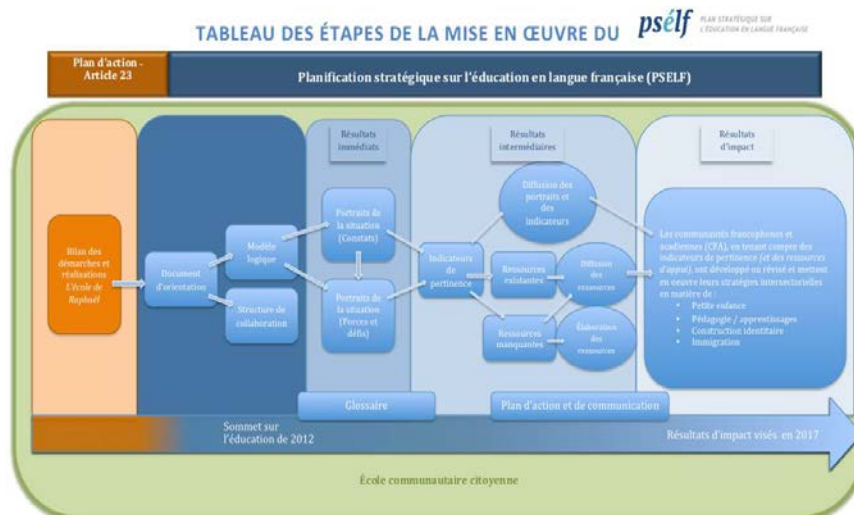 TABLEAU DES ÉTAPES DE LA MISE EN ŒUVRE DU
psélf
PLAN STRATÉGIQUE SUR
L'ÉDUCATION EN LANGUE FRANÇAISE
Plan d'action -
Article 23
Planification stratégique sur l'éducation en langue française (PSELF)
Résultats
immédiats
Résultats
intermédiaires
Résultats
d'impact
Bilan des
démarches et
réalisations
L'école de
Raphaël
Document
d'orientation
Modèle
logique
Structure de
collaboration
Portraits de
la situation
(Constats)
Portraits de
la situation
(Forces et
défis)
Indicateurs
de
pertinence
Diffusion des
portraits et
des
indicateurs
Ressources
existantes
Diffusion
des
ressources
Ressources
manquantes
Élaboration
des
ressources
Les communautés francophones et
acadiennes (CFA), en tenant compte des
indicateurs de pertinence (et des ressources
d'appui), ont développé ou révisé et mettent
en oeuvre leurs stratégies intersectorielles
en matière de :
• Petite enfance
• Pédagogie / apprentissages
• Construction identitaire
• Immigration
Glossaire
Plan d'action et de communication
Sommet sur
l'éducation de 2012
Résultats d'impact visés en 2017
École communautaire citoyenne